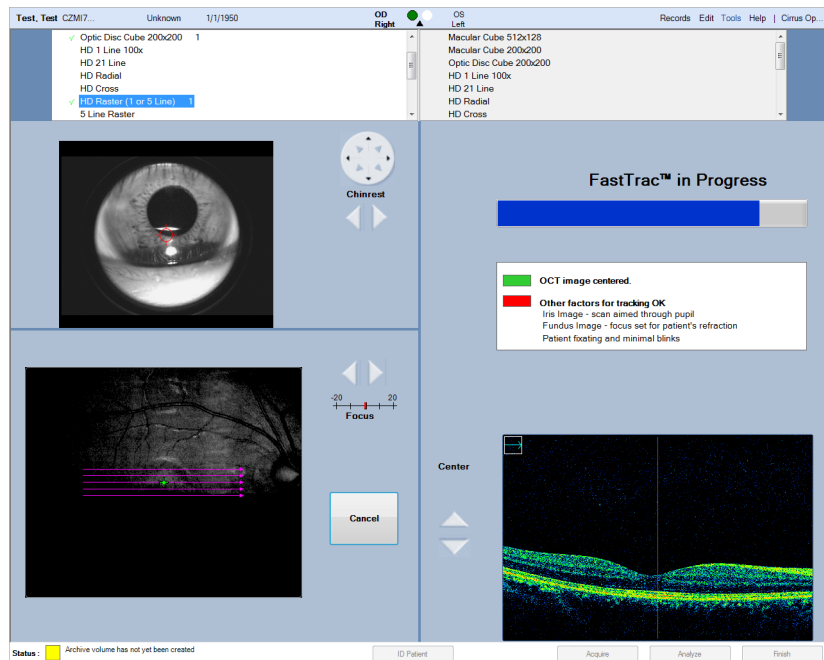 Test, Test CZMI7... Unknown 1/1/1950 OD Right OS Left Records Edit Tools Help | Cirrus Op...
√ Optic Disc Cube 200x200 1
HD 1 Line 100x
HD 21 Line
HD Radial
HD Cross
√ HD Raster (1 or 5 Line) 1
5 Line Raster
Macular Cube 512x128
Macular Cube 200x200
Optic Disc Cube 200x200
HD 1 Line 100x
HD 21 Line
HD Radial
HD Cross
Chinrest
FastTrac™ in Progress
OCT image centered.
Other factors for tracking OK
Iris Image - scan aimed through pupil
Fundus Image - focus set for patient's refraction
Patient fixating and minimal blinks
-20 20
Focus
Center
Cancel
Status : Archive volume has not yet been created
ID Patient Acquire Analyze Finish